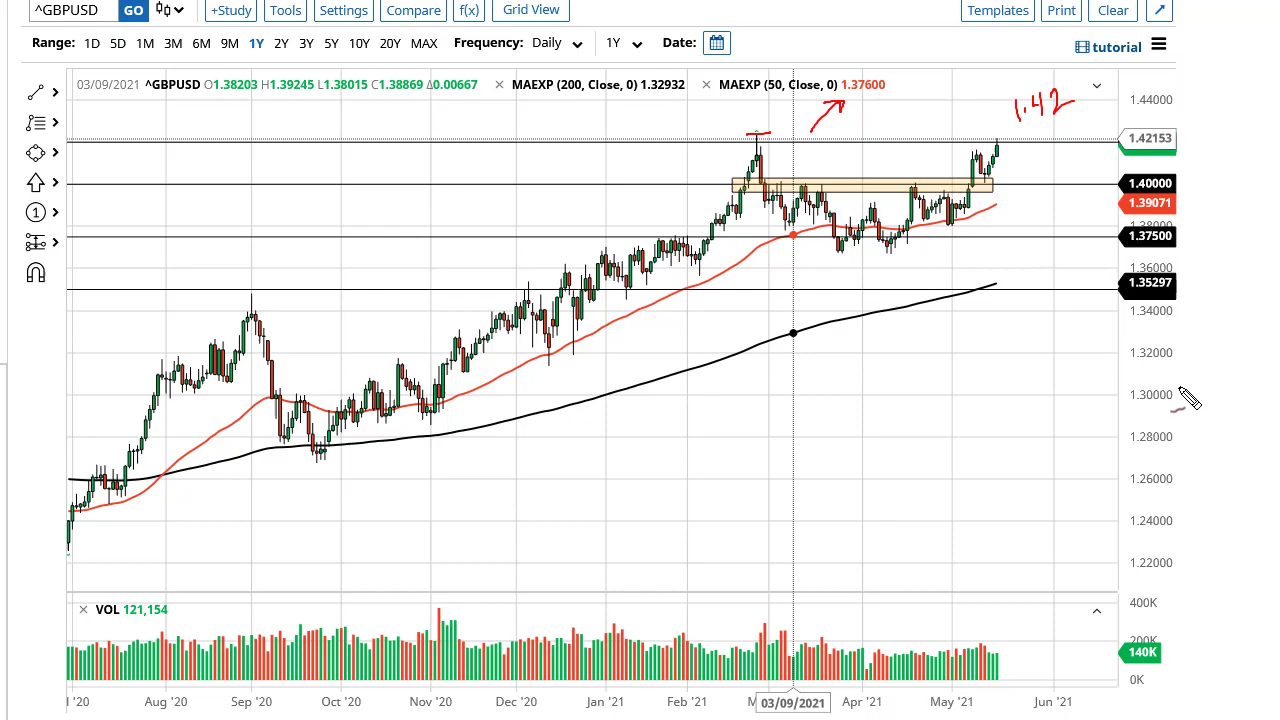 ^GBPUSD GO +Study Tools Settings Compare f(x) Grid View Templates Print Clear
Range: 1D 5D 1M 3M 6M 9M 1Y 2Y 3Y 5Y 10Y 20Y MAX Frequency: Daily 1Y Date: tutorial
03/09/2021 ^GBPUSD O1.38203 H1.39245 L1.38015 C1.38869 Δ0.00667 × MAEXP (200, Close, 0) 1.32932 × MAEXP (50, Close, 0) 1.37600
1.44000
1.42
1.42153
1.40000
1.39071
1.38000
1.37500
1.36000
1.35297
1.34000
1.32000
1.30000
1.28000
1.26000
1.24000
1.22000
× VOL 121,154
400K
200K
140K
0K
Aug '20 Sep '20 Oct '20 Nov '20 Dec '20 Jan '21 Feb '21 03/09/2021 Apr '21 May '21 Jun '21